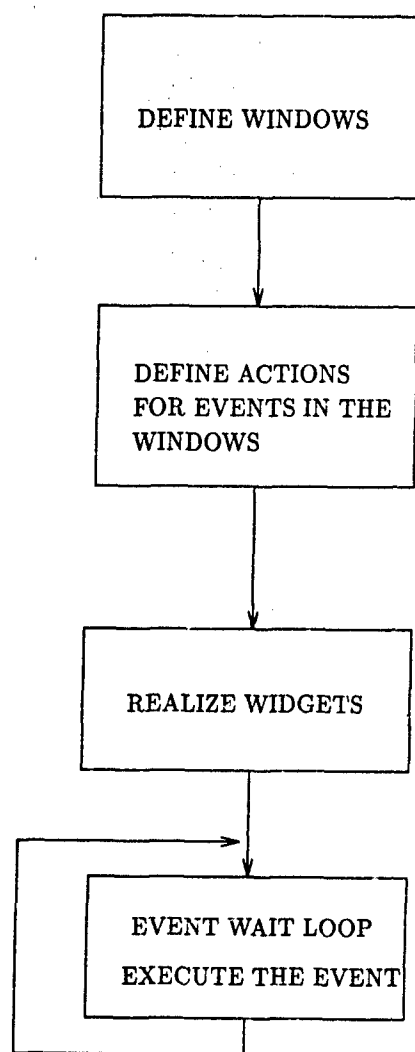 DEFINE WINDOWS
DEFINE ACTIONS
FOR EVENTS IN THE
WINDOWS
REALIZE WIDGETS
EVENT WAIT LOOP
EXECUTE THE EVENT